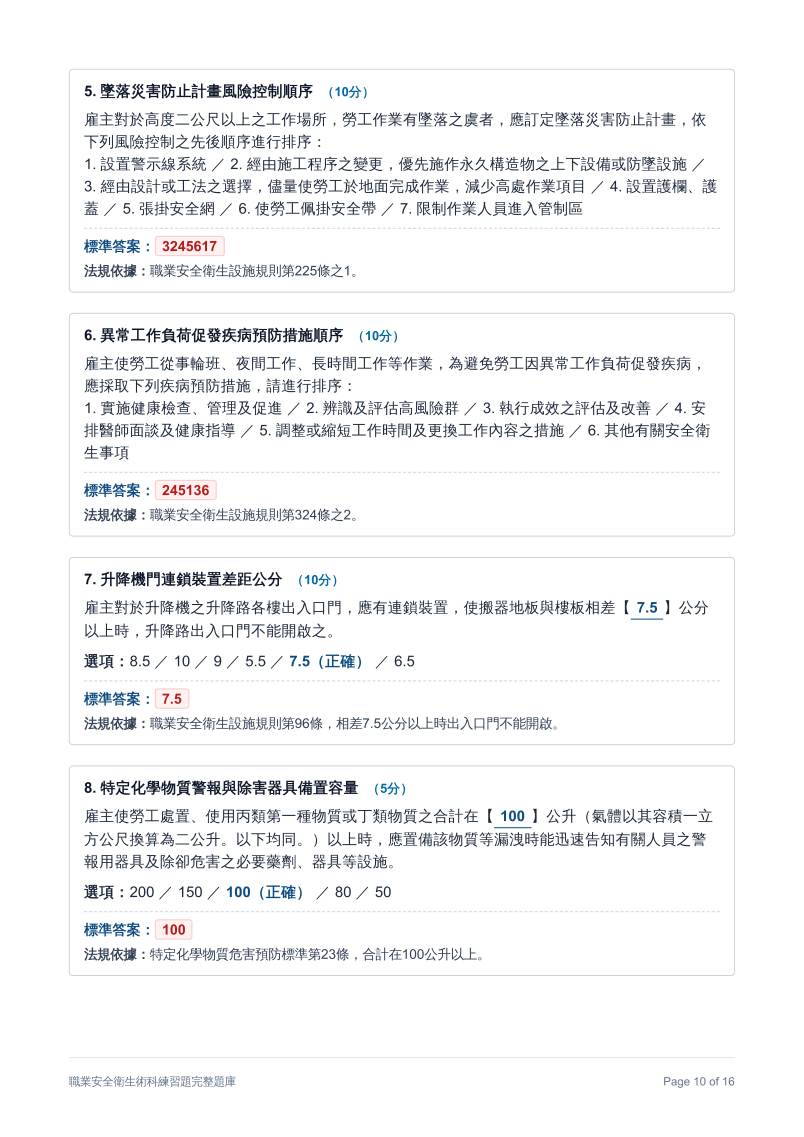 5. 墜落災害防止計畫風險控制順序 （10分）
雇主對於高度二公尺以上之工作場所，勞工作業有墜落之虞者，應訂定墜落災害防止計畫，依
下列風險控制之先後順序進行排序：
1. 設置警示線系統 ／ 2. 經由施工程序之變更，優先施作永久構造物之上下設備或防墜設施 ／
3. 經由設計或工法之選擇，儘量使勞工於地面完成作業，減少高處作業項目 ／ 4. 設置護欄、護
蓋 ／ 5. 張掛安全網 ／ 6. 使勞工佩掛安全帶 ／ 7. 限制作業人員進入管制區
標準答案： 3245617
法規依據：職業安全衛生設施規則第225條之1。
6. 異常工作負荷促發疾病預防措施順序 （10分）
雇主使勞工從事輪班、夜間工作、長時間工作等作業，為避免勞工因異常工作負荷促發疾病，
應採取下列疾病預防措施，請進行排序：
1. 實施健康檢查、管理及促進 ／ 2. 辨識及評估高風險群 ／ 3. 執行成效之評估及改善 ／ 4. 安
排醫師面談及健康指導 ／ 5. 調整或縮短工作時間及更換工作內容之措施 ／ 6. 其他有關安全衛
生事項
標準答案： 245136
法規依據：職業安全衛生設施規則第324條之2。
7. 升降機門連鎖裝置差距公分 （10分）
雇主對於升降機之升降路各樓出入口門，應有連鎖裝置，使搬器地板與樓板相差【 7.5 】公分
以上時，升降路出入口門不能開啟之。
選項：8.5 ／ 10 ／ 9 ／ 5.5 ／ 7.5（正確） ／ 6.5
標準答案： 7.5
法規依據：職業安全衛生設施規則第96條，相差7.5公分以上時出入口門不能開啟。
8. 特定化學物質警報與除害器具備置容量 （5分）
雇主使勞工處置、使用丙類第一種物質或丁類物質之合計在【 100 】公升（氣體以其容積一立
方公尺換算為二公升。以下均同。）以上時，應置備該物質等漏洩時能迅速告知有關人員之警
報用器具及除卻危害之必要藥劑、器具等設施。
選項：200 ／ 150 ／ 100（正確） ／ 80 ／ 50
標準答案： 100
法規依據：特定化學物質危害預防標準第23條，合計在100公升以上。
職業安全衛生術科練習題完整題庫
Page 10 of 16